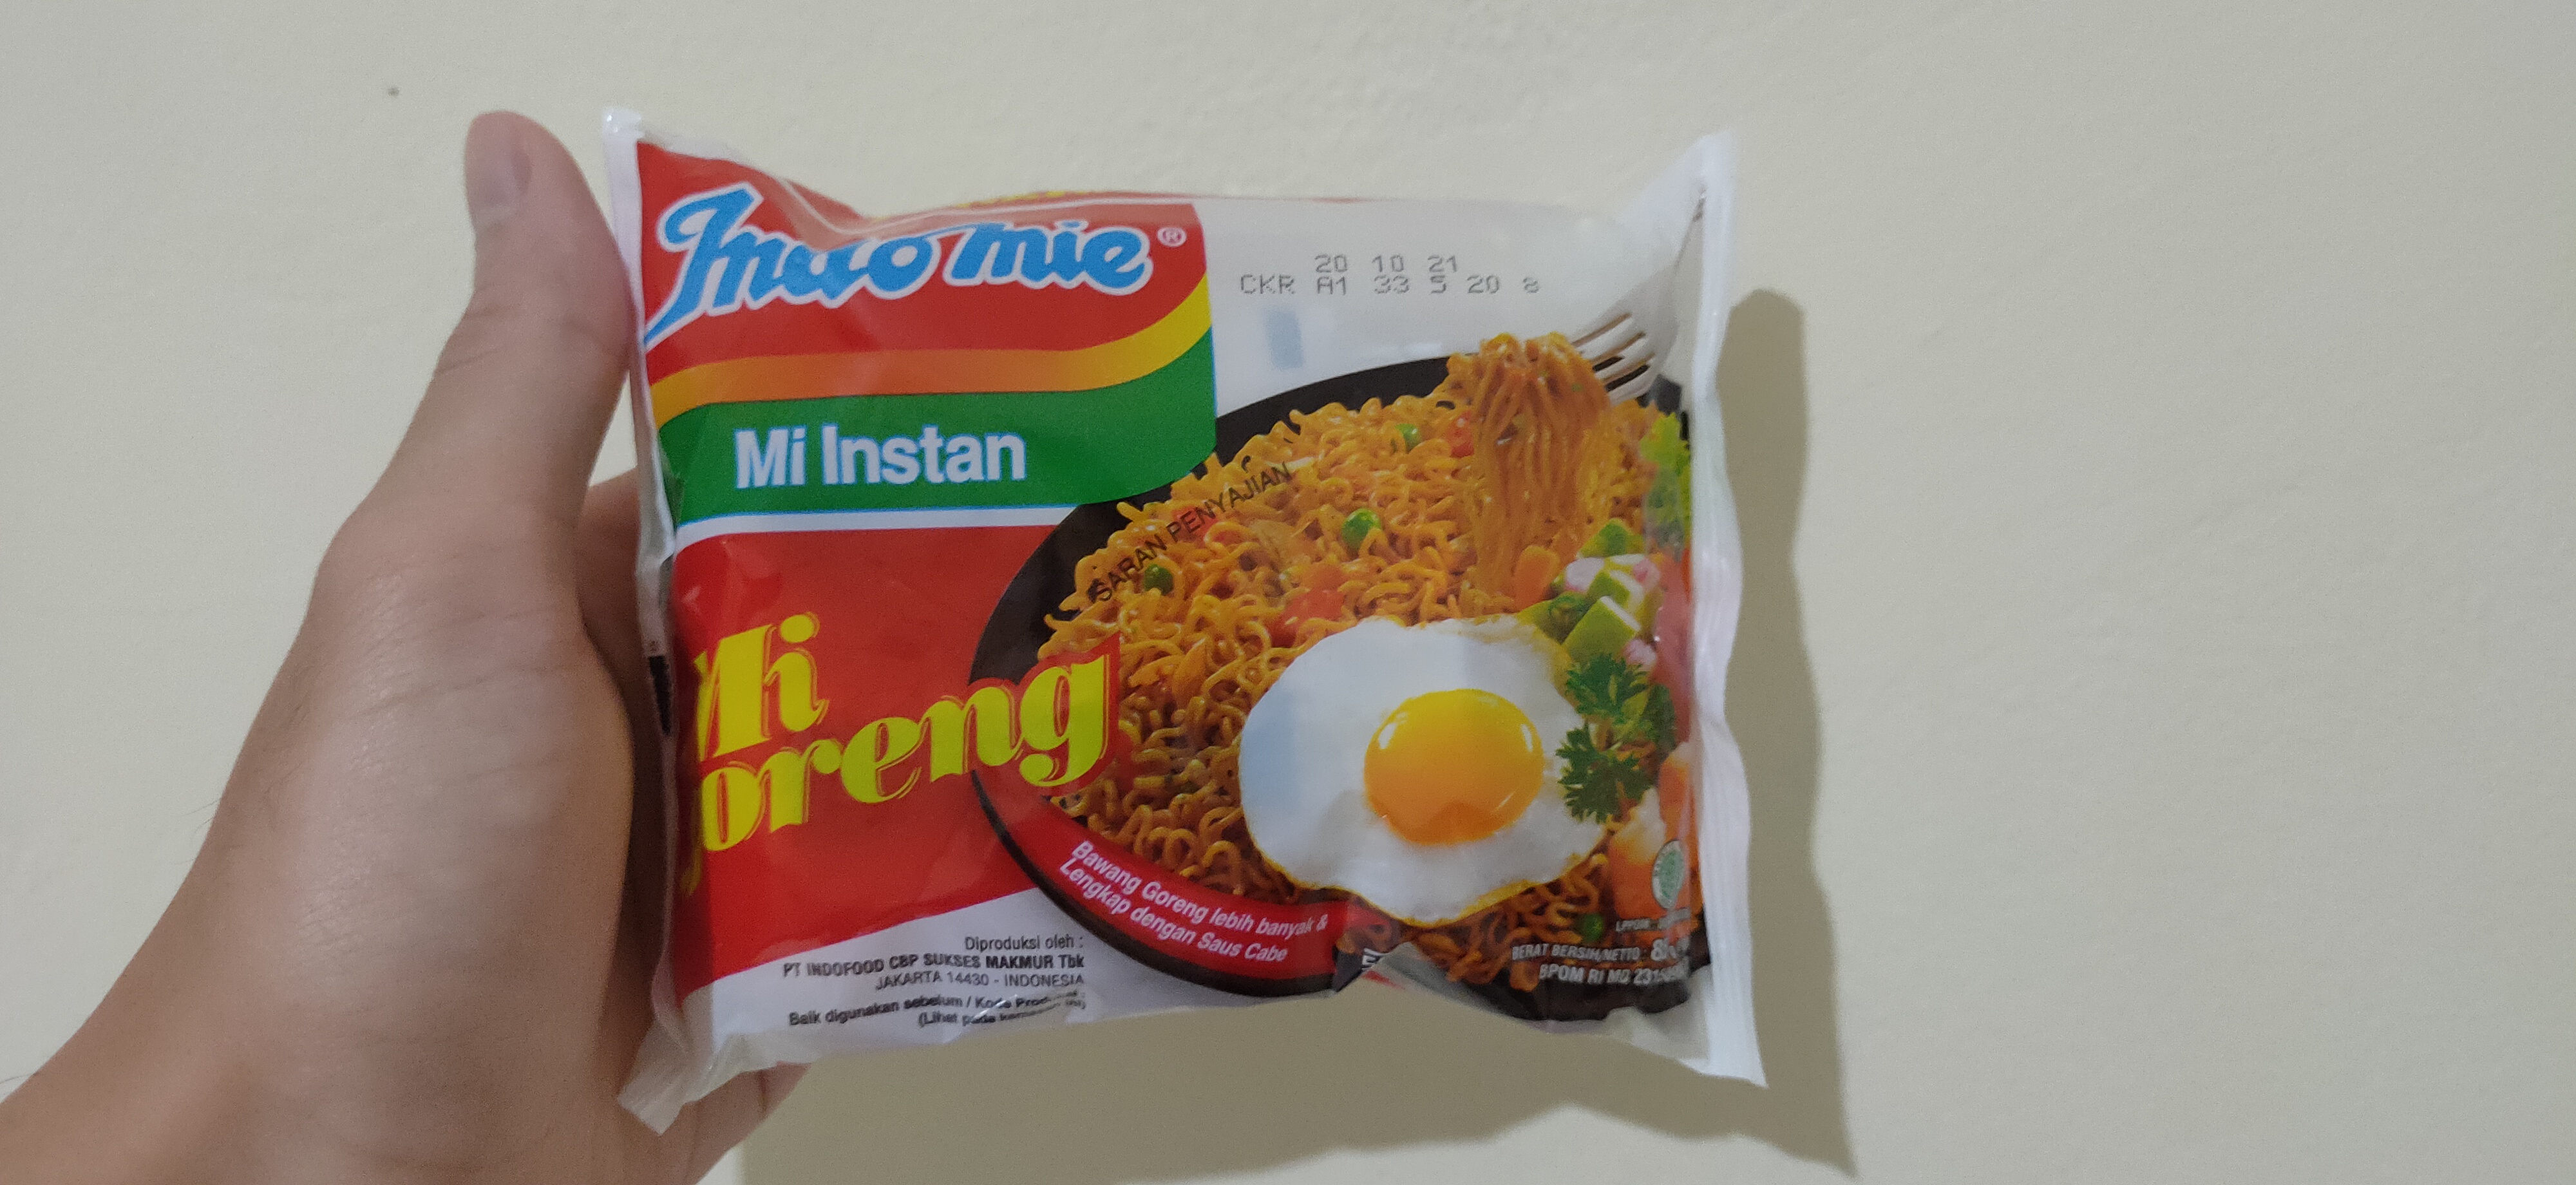 Indomie®
20 10 21
CKR A1 33 5 20 8
Mi Instan
SARAN PENYAJIAN
Mi
goreng
Bawang Goreng lebih banyak &
Lengkap dengan Saus Cabe
Diproduksi oleh :
PT INDOFOOD CBP SUKSES MAKMUR Tbk
JAKARTA 14430 - INDONESIA
Baik digunakan sebelum / Kode
(Lihat pada
BERAT BERSIH/NETTO :
BPOM RI MD